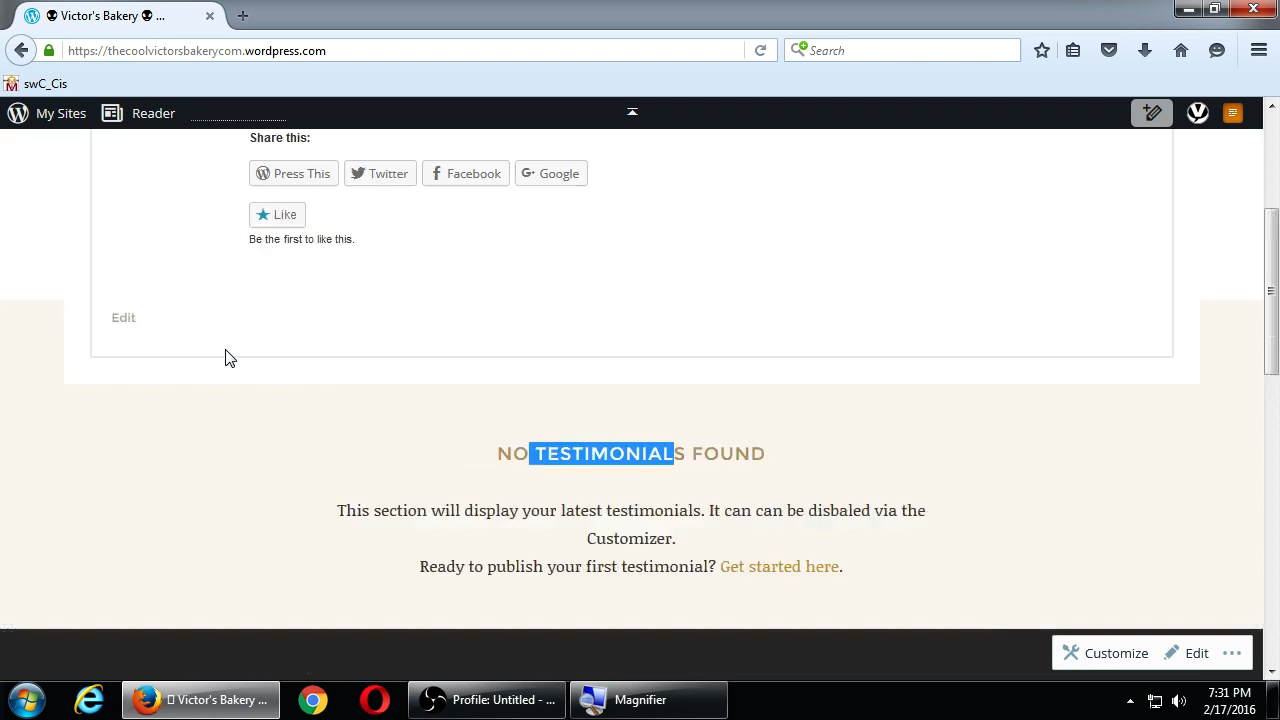 Victor's Bakery ...
https://thecoolvictorsbakerycom.wordpress.com
Search
swC_Cis
My Sites
Reader
Share this:
Press This
Twitter
Facebook
Google
Like
Be the first to like this.
Edit
NO TESTIMONIALS FOUND
This section will display your latest testimonials. It can can be disbaled via the
Customizer.
Ready to publish your first testimonial? Get started here.
Customize
Edit
Victor's Bakery ...
Profile: Untitled - ...
Magnifier
7:31 PM
2/17/2016